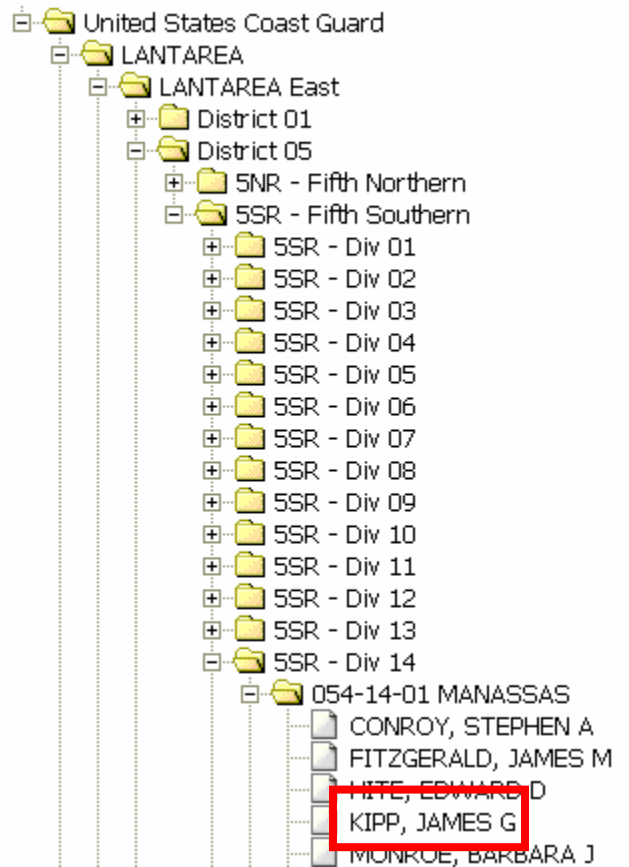 United States Coast Guard
LANTAREA
LANTAREA East
District 01
District 05
5NR - Fifth Northern
5SR - Fifth Southern
5SR - Div 01
5SR - Div 02
5SR - Div 03
5SR - Div 04
5SR - Div 05
5SR - Div 06
5SR - Div 07
5SR - Div 08
5SR - Div 09
5SR - Div 10
5SR - Div 11
5SR - Div 12
5SR - Div 13
5SR - Div 14
054-14-01 MANASSAS
CONROY, STEPHEN A
FITZGERALD, JAMES M
HITE, EDWARD D
KIPP, JAMES G
MONROE, BARBARA J